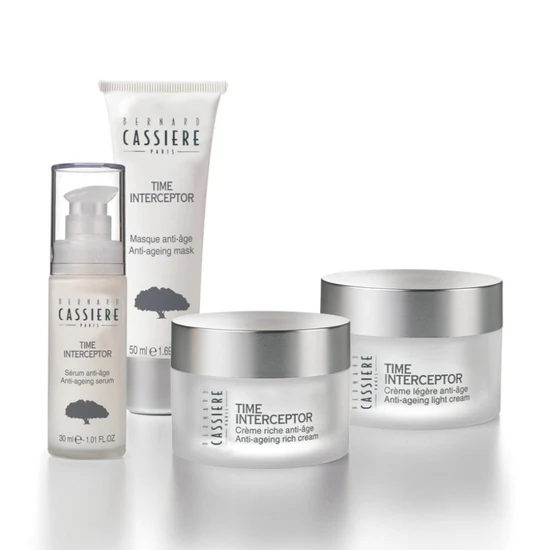 BERNARD
CASSIERE
PARIS
TIME
INTERCEPTOR
Masque anti-âge
Anti-ageing mask
50 ml e 1.69
BERNARD
CASSIERE
PARIS
TIME
INTERCEPTOR
Sérum anti-âge
Anti-ageing serum
30 ml e - 1.01 FL.OZ
BERNARD
CASSIERE
PARIS
TIME
INTERCEPTOR
Crème riche anti-âge
Anti-ageing rich cream
BERNARD
CASSIERE
PARIS
TIME
INTERCEPTOR
Crème légère anti-âge
Anti-ageing light cream